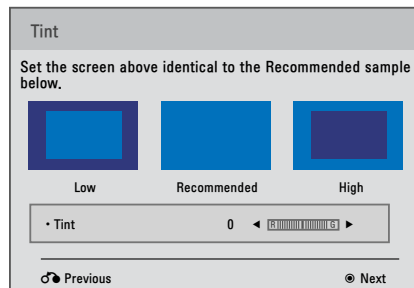 Tint
Set the screen above identical to the Recommended sample
below.
Low Recommended High
• Tint 0 ◄ R G ►
Previous ◉ Next